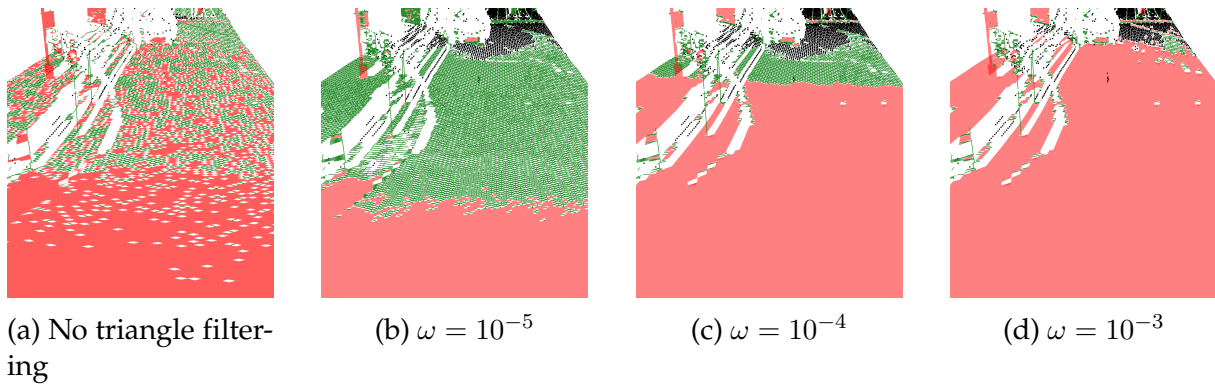 (a) No triangle filter-
ing
(b) ω = 10⁻⁵
(c) ω = 10⁻⁴
(d) ω = 10⁻³